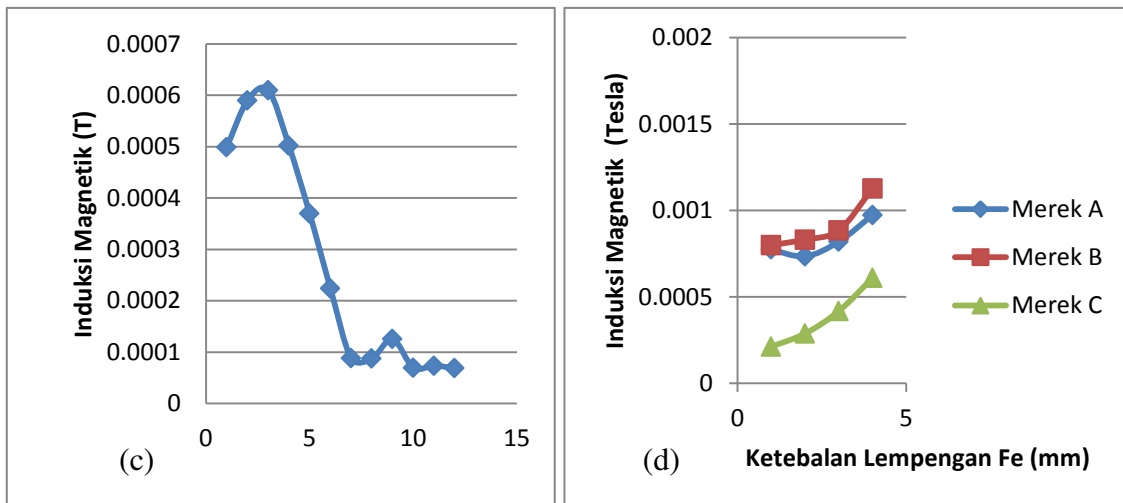 Induksi Magnetik (T)
0.0007
0.0006
0.0005
0.0004
0.0003
0.0002
0.0001
0
0 5 10 15
(c)
Induksi Magnetik (Tesla)
0.002
0.0015
0.001
0.0005
0
0 5
Merek A
Merek B
Merek C
(d) Ketebalan Lempengan Fe (mm)